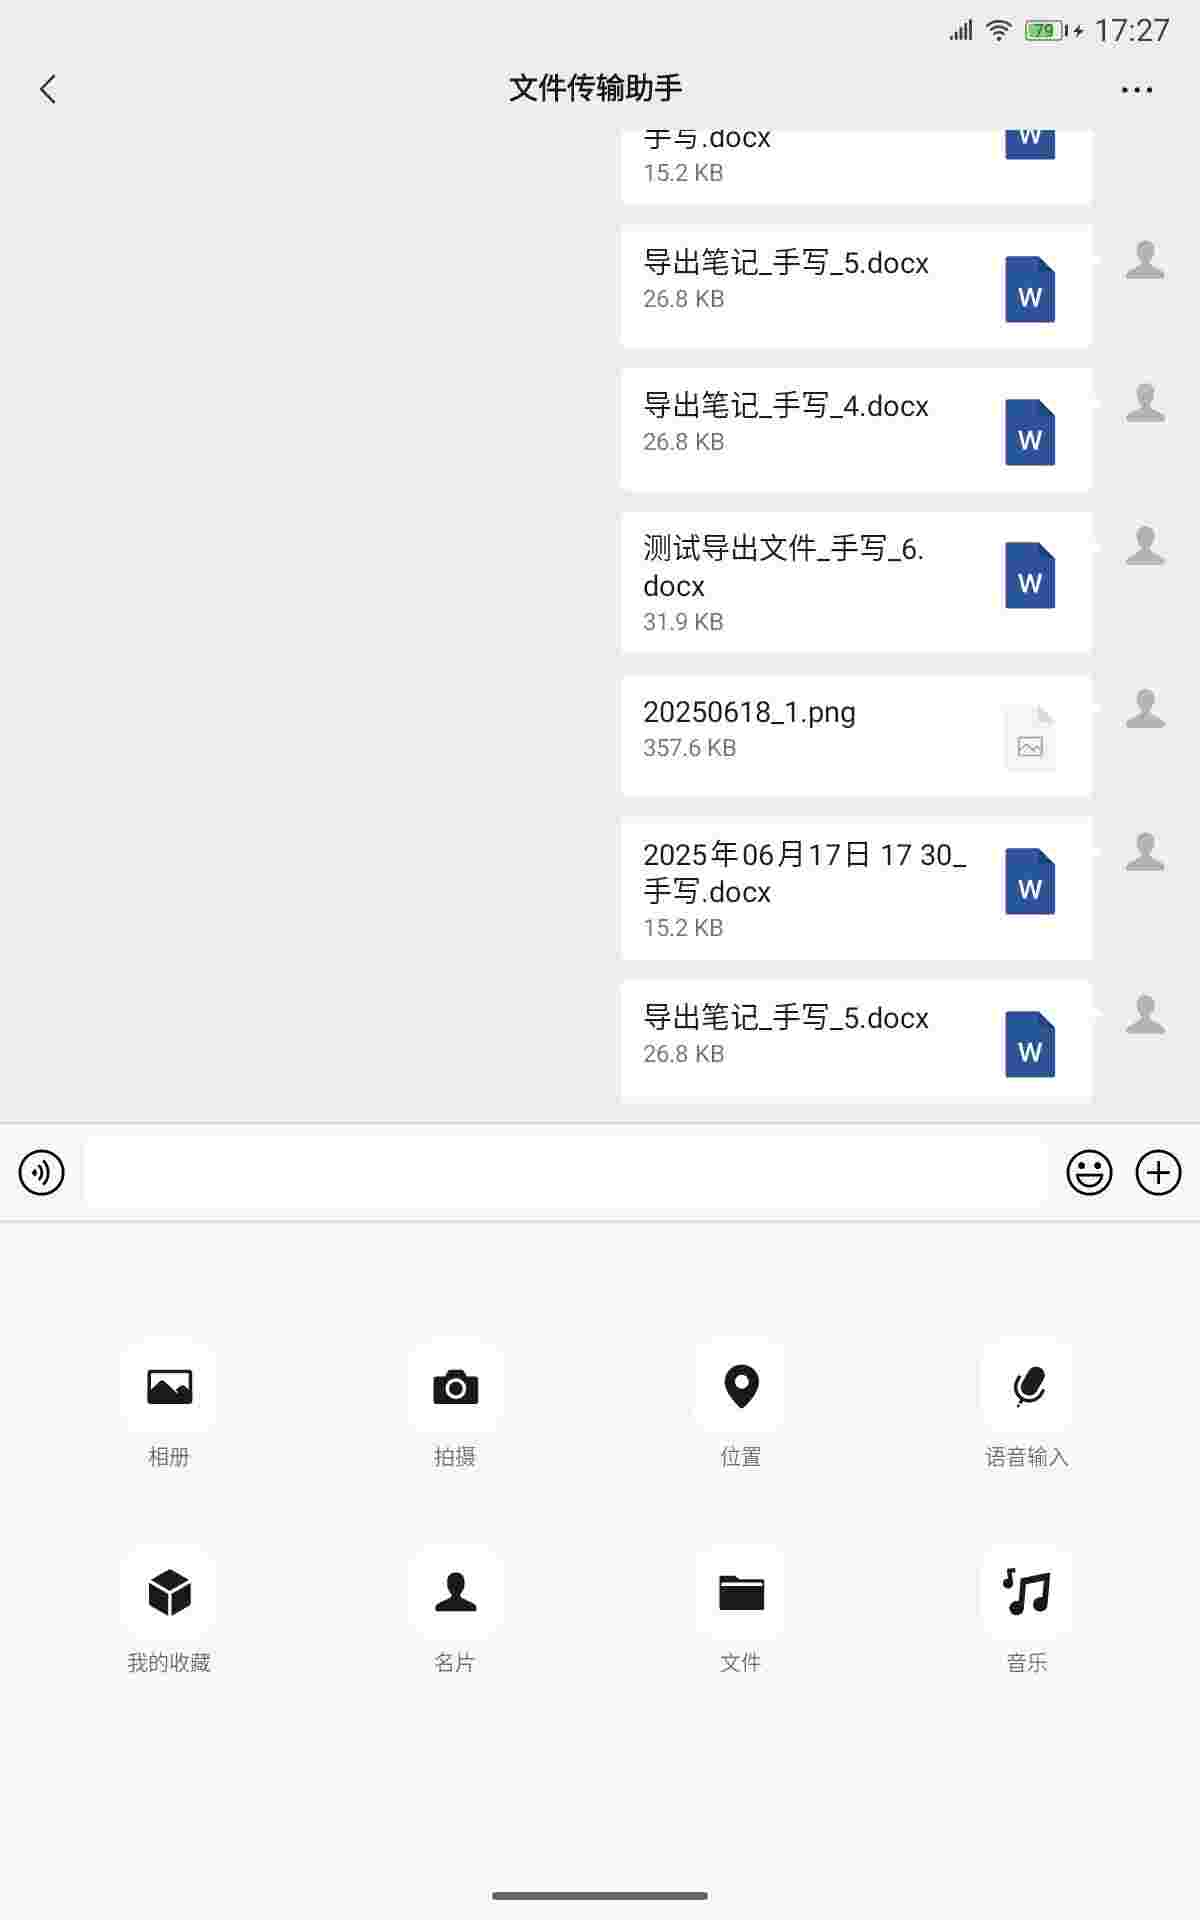 79 17:27
文件传输助手
手写.docx
15.2 KB
导出笔记_手写_5.docx
26.8 KB
W
导出笔记_手写_4.docx
26.8 KB
W
测试导出文件_手写_6.
docx
31.9 KB
W
20250618_1.png
357.6 KB
2025年06月17日 17 30_
手写.docx
15.2 KB
W
导出笔记_手写_5.docx
26.8 KB
W
相册
拍摄
位置
语音输入
我的收藏
名片
文件
音乐